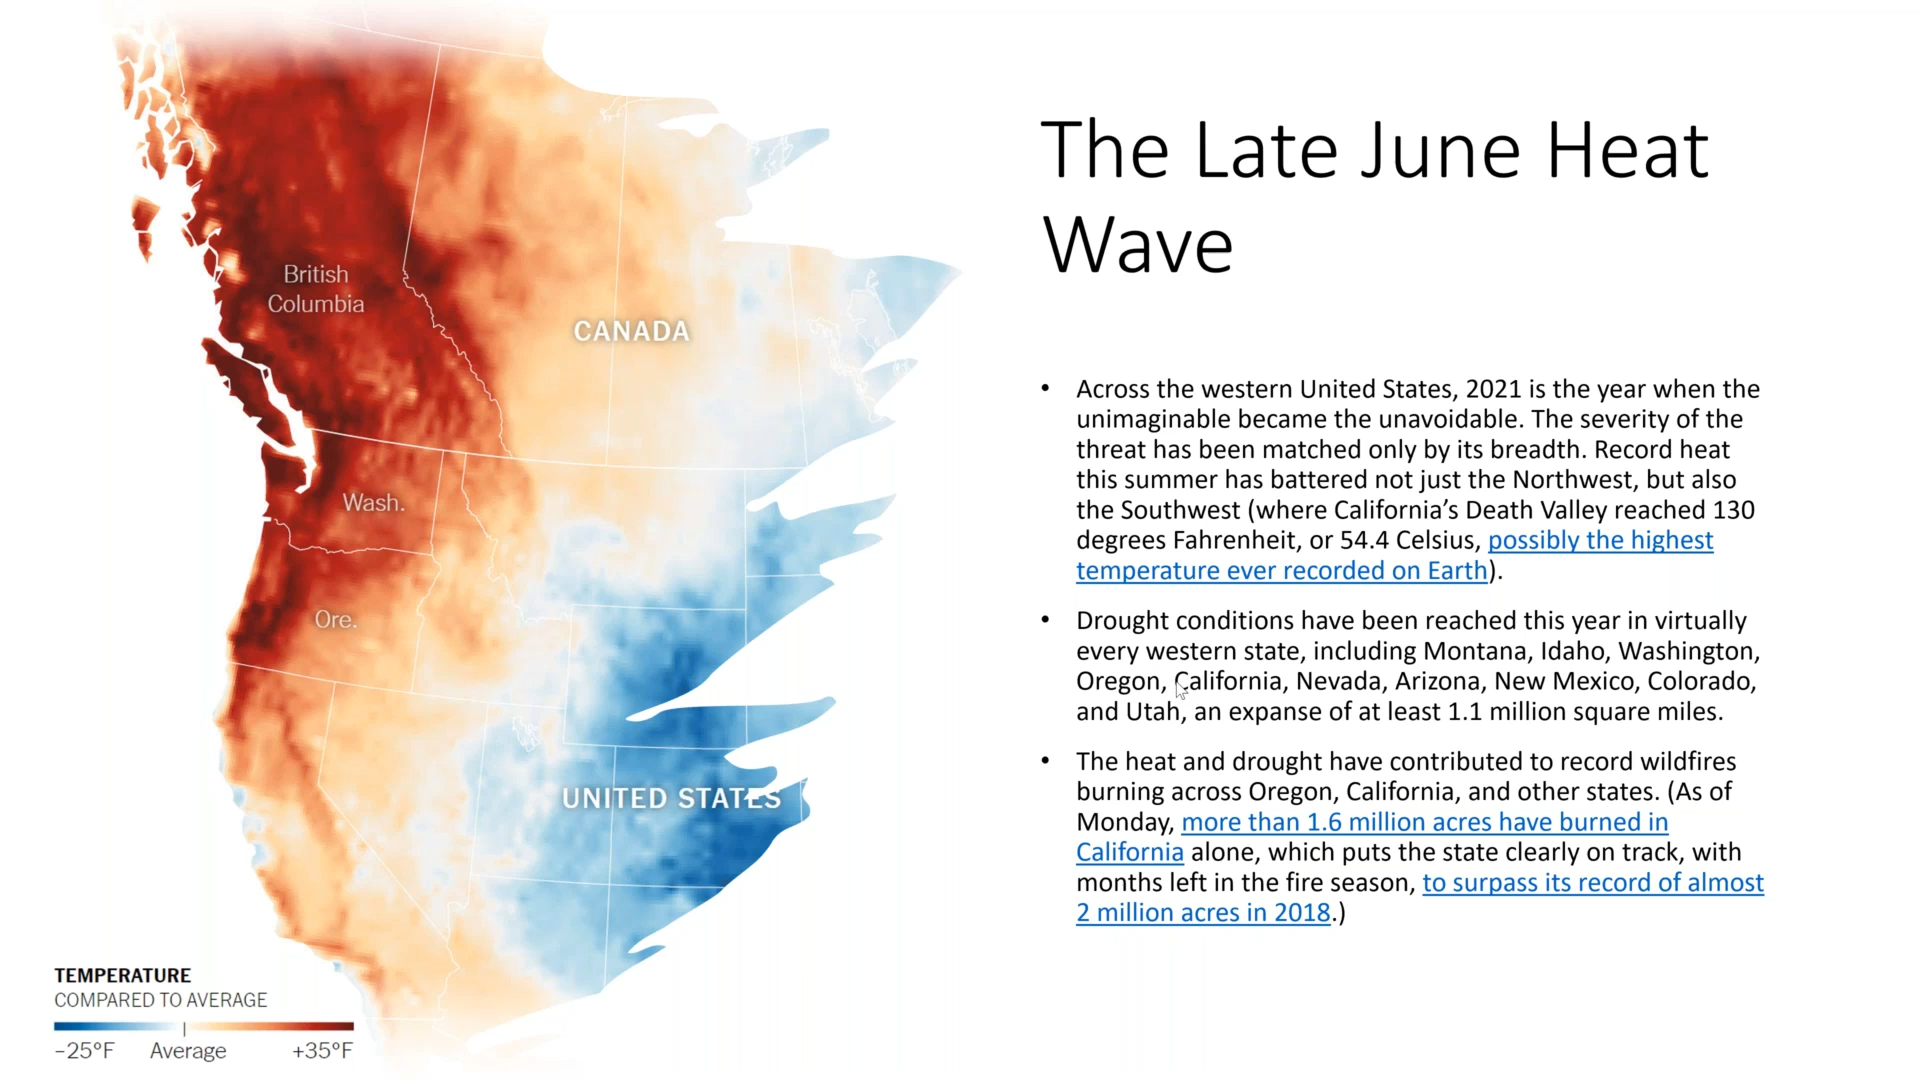 The Late June Heat
Wave
British
Columbia
CANADA
Wash.
Ore.
UNITED STATES
TEMPERATURE
COMPARED TO AVERAGE
−25°F Average +35°F
• Across the western United States, 2021 is the year when the
unimaginable became the unavoidable. The severity of the
threat has been matched only by its breadth. Record heat
this summer has battered not just the Northwest, but also
the Southwest (where California’s Death Valley reached 130
degrees Fahrenheit, or 54.4 Celsius, possibly the highest
temperature ever recorded on Earth).
• Drought conditions have been reached this year in virtually
every western state, including Montana, Idaho, Washington,
Oregon, California, Nevada, Arizona, New Mexico, Colorado,
and Utah, an expanse of at least 1.1 million square miles.
• The heat and drought have contributed to record wildfires
burning across Oregon, California, and other states. (As of
Monday, more than 1.6 million acres have burned in
California alone, which puts the state clearly on track, with
months left in the fire season, to surpass its record of almost
2 million acres in 2018.)